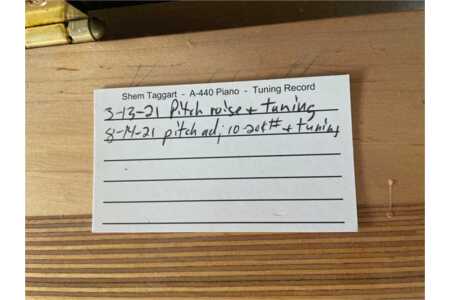 Shem Taggart - A-440 Piano - Tuning Record
3-13-21 Pitch raise + tuning
8-14-21 pitch adj 10-20¢# + tuning